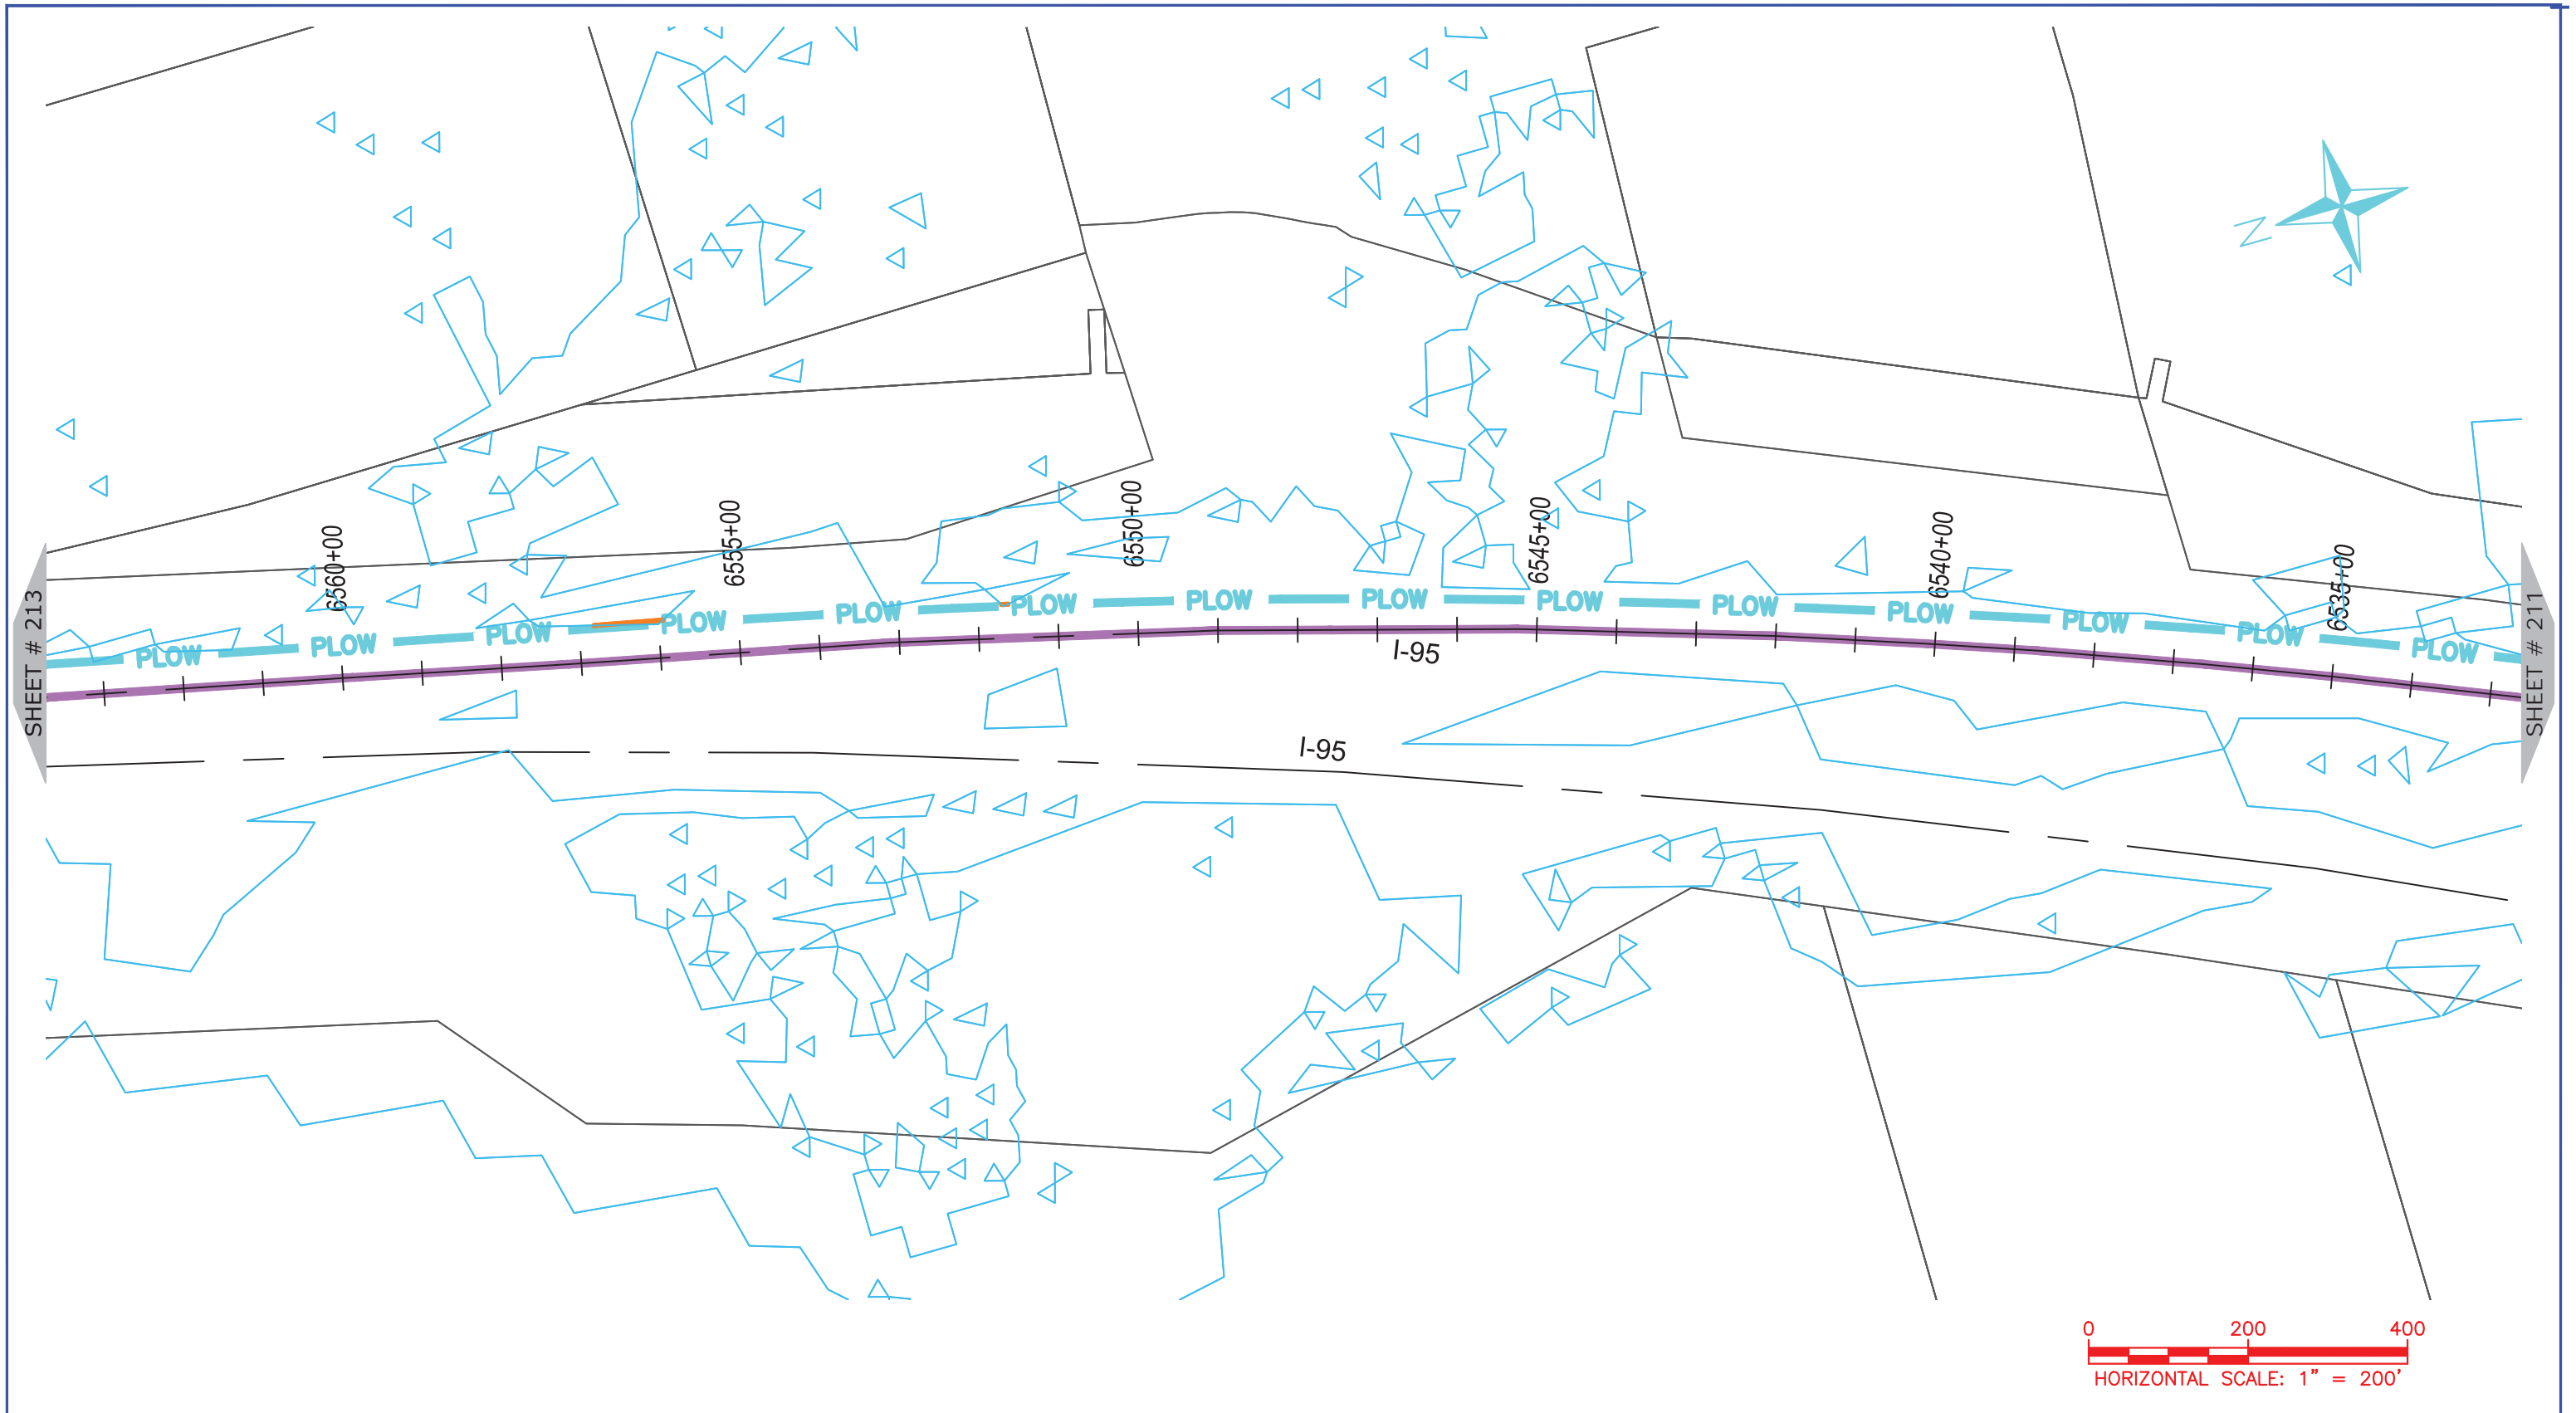 N
6560+00
6555+00
6550+00
6545+00
6540+00
6535+00
PLOW PLOW PLOW PLOW PLOW PLOW PLOW PLOW PLOW PLOW PLOW PLOW PLOW PLOW
SHEET # 213
SHEET # 211
I-95
I-95
0 200 400
HORIZONTAL SCALE: 1" = 200'